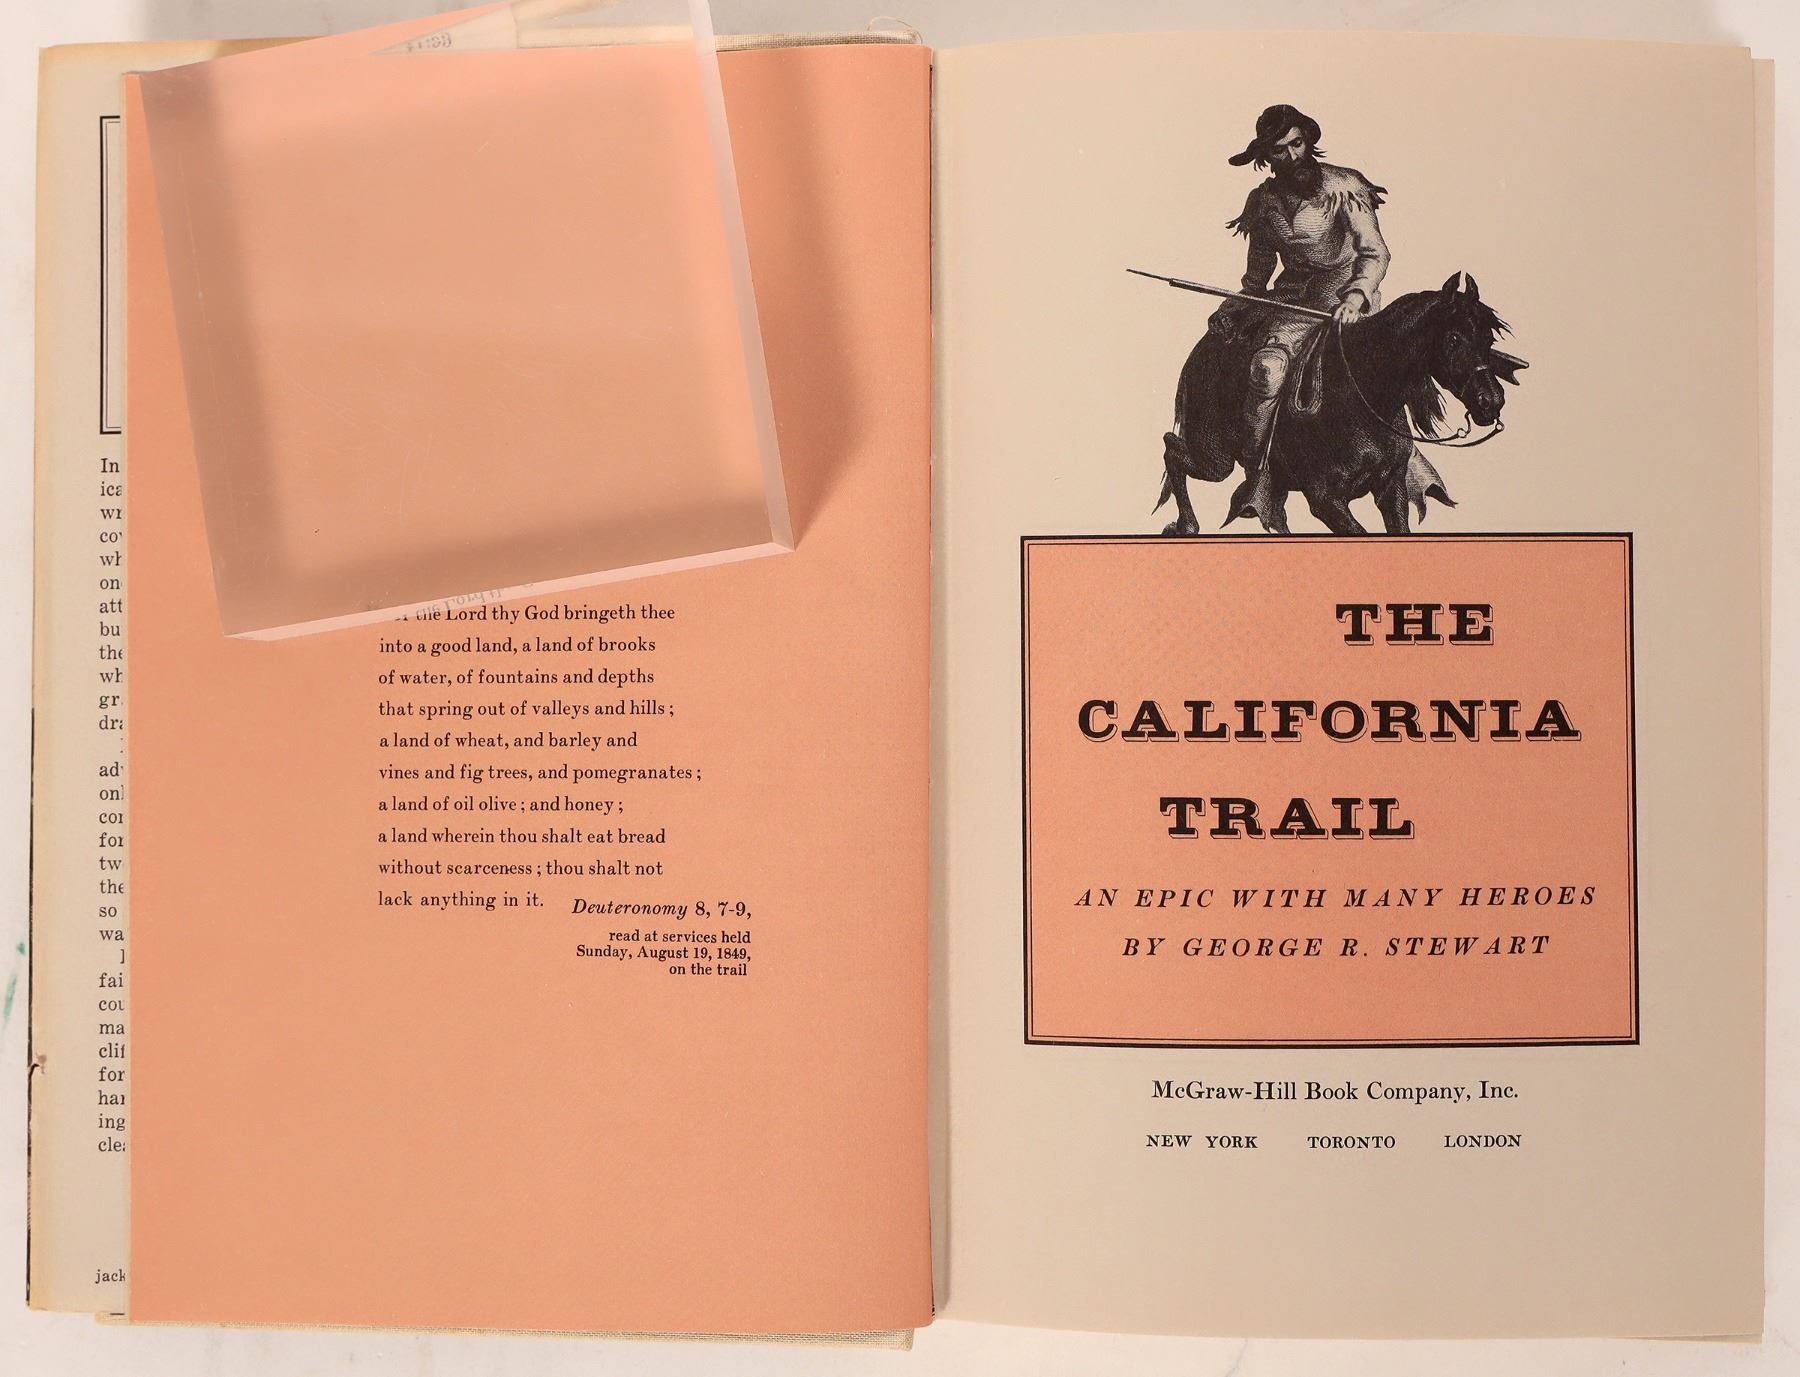 In
ica
wr
co
wh
on
att
bu
the
wh
gr
dra
ad
onl
con
for
tw
the
so
wa
fai
cou
ma
clif
for
har
ing
clea
jack
the Lord thy God bringeth thee
into a good land, a land of brooks
of water, of fountains and depths
that spring out of valleys and hills ;
a land of wheat, and barley and
vines and fig trees, and pomegranates ;
a land of oil olive ; and honey ;
a land wherein thou shalt eat bread
without scarceness ; thou shalt not
lack anything in it.
Deuteronomy 8, 7-9,
read at services held
Sunday, August 19, 1849,
on the trail
THE
CALIFORNIA
TRAIL
AN EPIC WITH MANY HEROES
BY GEORGE R. STEWART
McGraw-Hill Book Company, Inc.
NEW YORK TORONTO LONDON